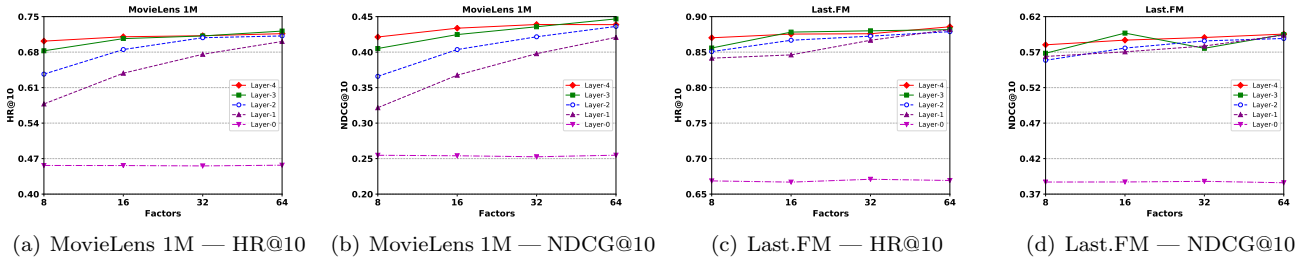 MovieLens 1M
0.75
0.68
0.61
0.54
0.47
0.40
HR@10
Layer-4
Layer-3
Layer-2
Layer-1
Layer-0
8 16 32 64
Factors
(a) MovieLens 1M — HR@10
MovieLens 1M
0.45
0.40
0.35
0.30
0.25
0.20
NDCG@10
Layer-4
Layer-3
Layer-2
Layer-1
Layer-0
8 16 32 64
Factors
(b) MovieLens 1M — NDCG@10
Last.FM
0.90
0.85
0.80
0.75
0.70
0.65
HR@10
Layer-4
Layer-3
Layer-2
Layer-1
Layer-0
8 16 32 64
Factors
(c) Last.FM — HR@10
Last.FM
0.62
0.57
0.52
0.47
0.42
0.37
NDCG@10
Layer-4
Layer-3
Layer-2
Layer-1
Layer-0
8 16 32 64
Factors
(d) Last.FM — NDCG@10